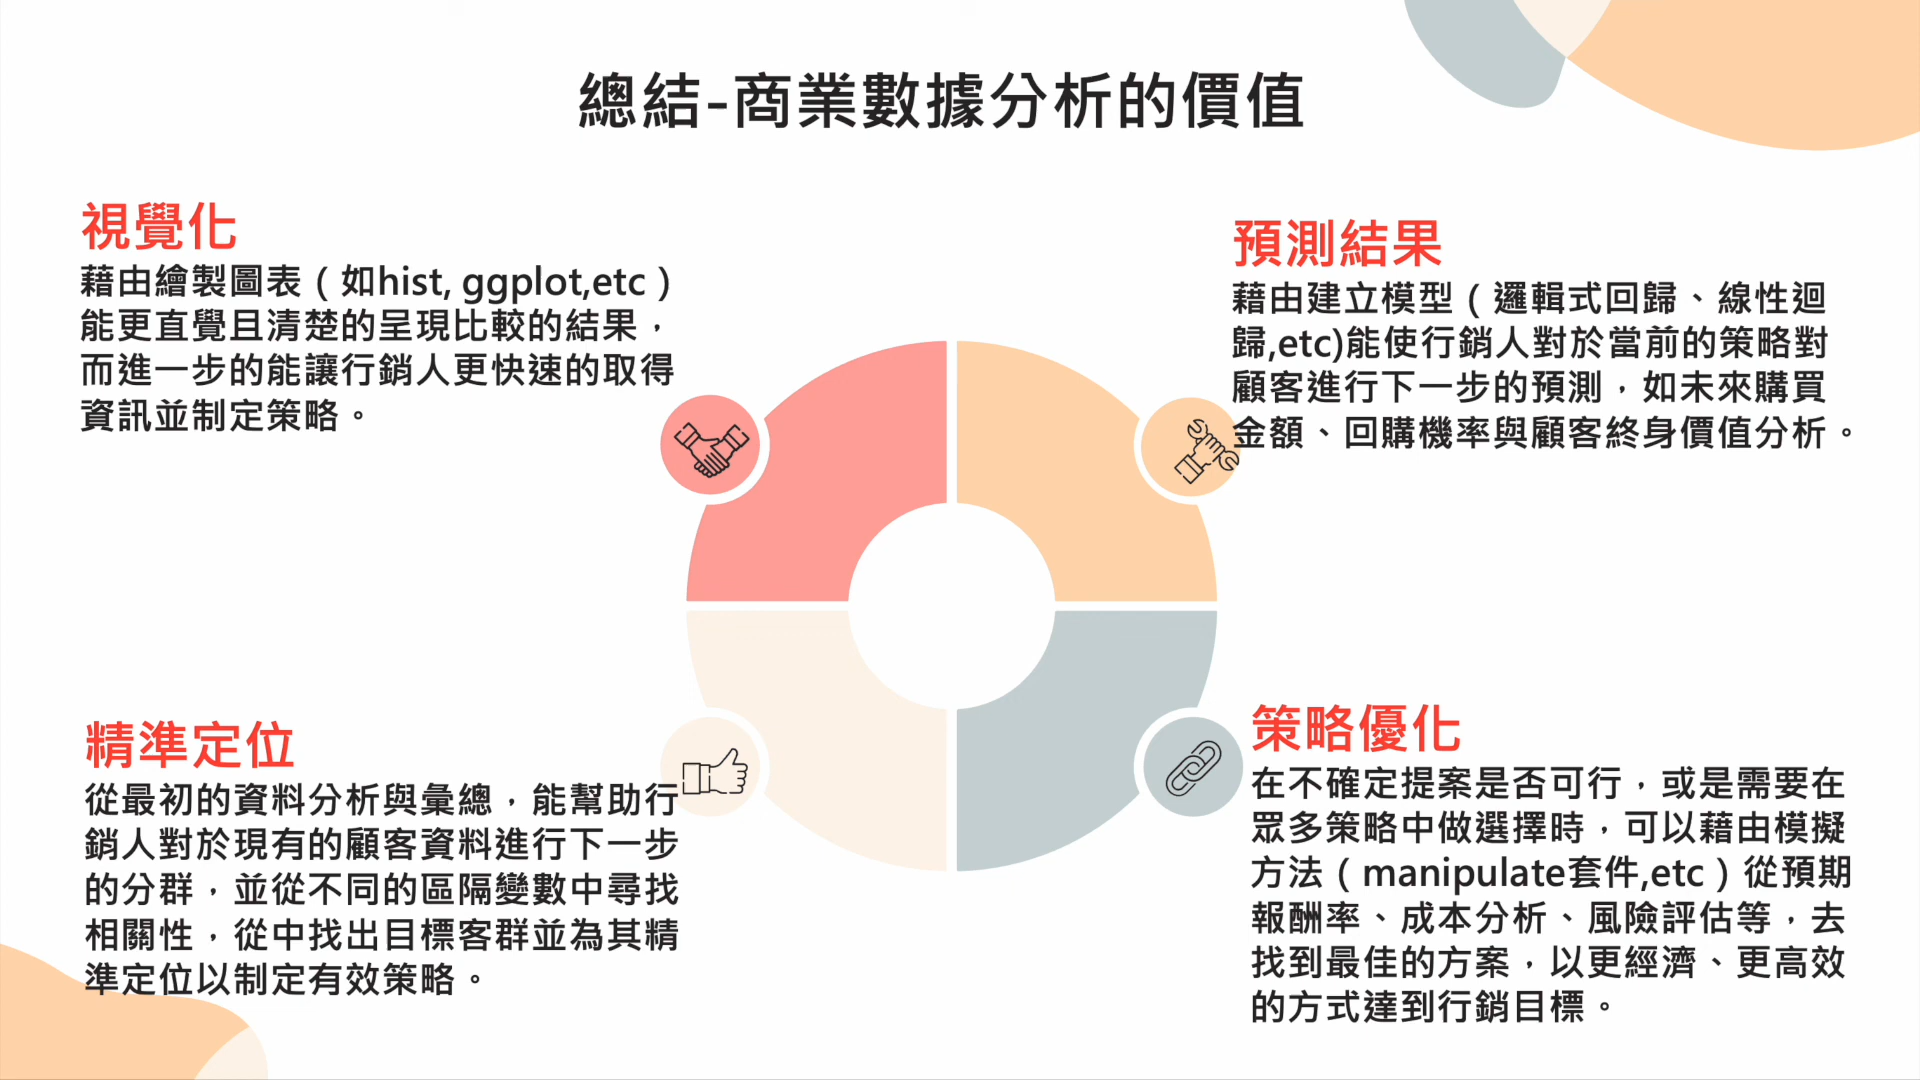 總結-商業數據分析的價值
視覺化
藉由繪製圖表（如hist, ggplot,etc）
能更直覺且清楚的呈現比較的結果，
而進一步的能讓行銷人更快速的取得
資訊並制定策略。
預測結果
藉由建立模型（邏輯式回歸、線性迴
歸,etc)能使行銷人對於當前的策略對
顧客進行下一步的預測，如未來購買
金額、回購機率與顧客終身價值分析。
精準定位
從最初的資料分析與彙總，能幫助行
銷人對於現有的顧客資料進行下一步
的分群，並從不同的區隔變數中尋找
相關性，從中找出目標客群並為其精
準定位以制定有效策略。
策略優化
在不確定提案是否可行，或是需要在
眾多策略中做選擇時，可以藉由模擬
方法（manipulate套件,etc）從預期
報酬率、成本分析、風險評估等，去
找到最佳的方案，以更經濟、更高效
的方式達到行銷目標。